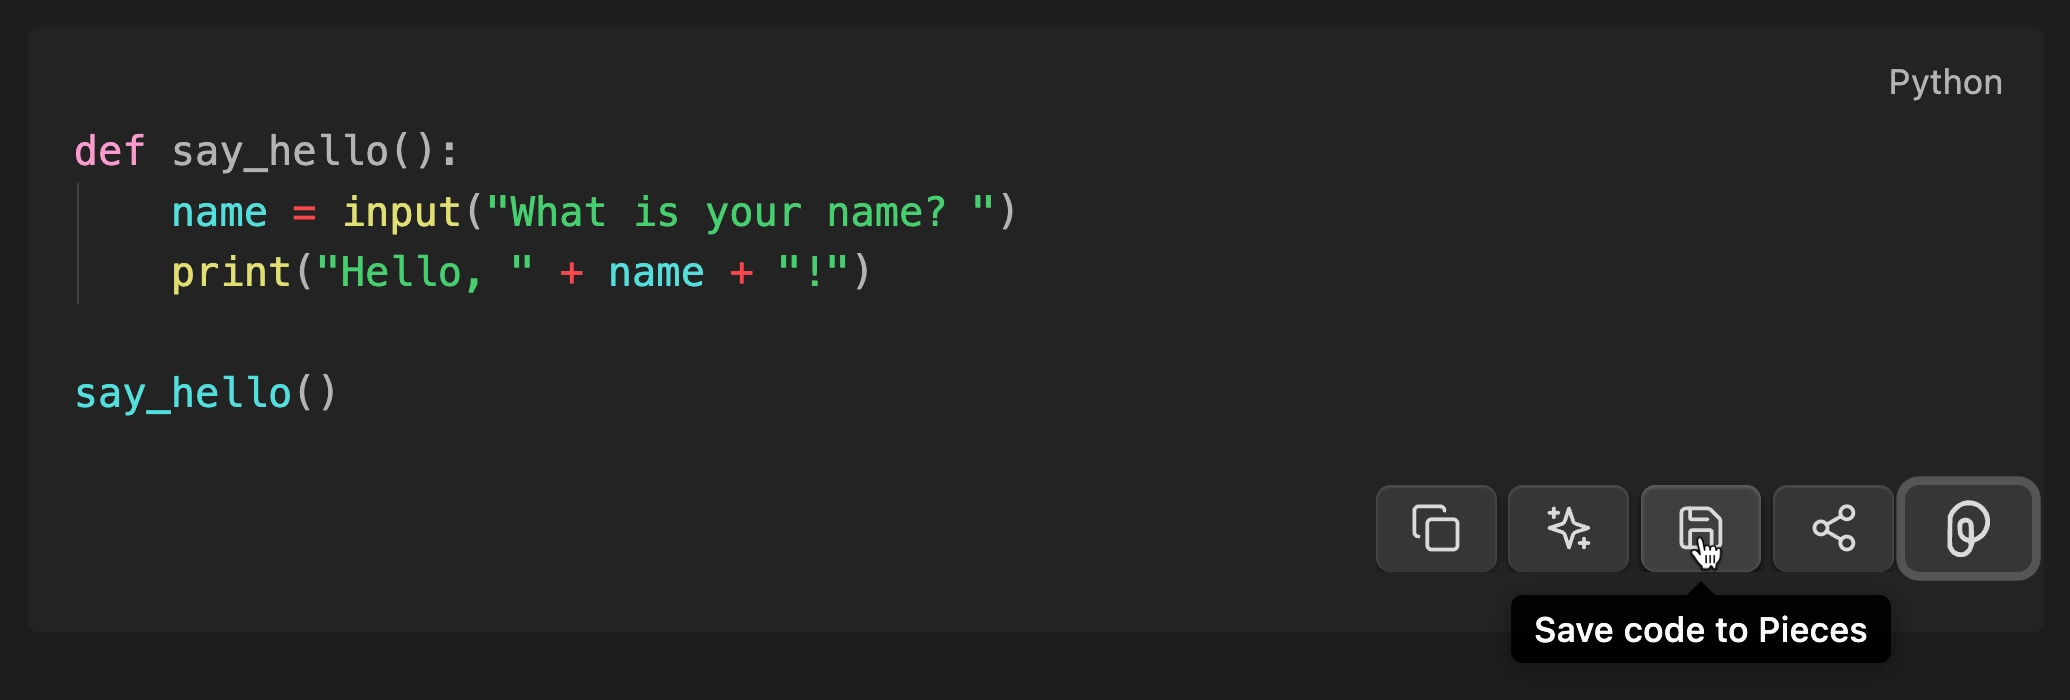 Python
def say_hello():
    name = input("What is your name? ")
    print("Hello, " + name + "!")
say_hello()
Save code to Pieces